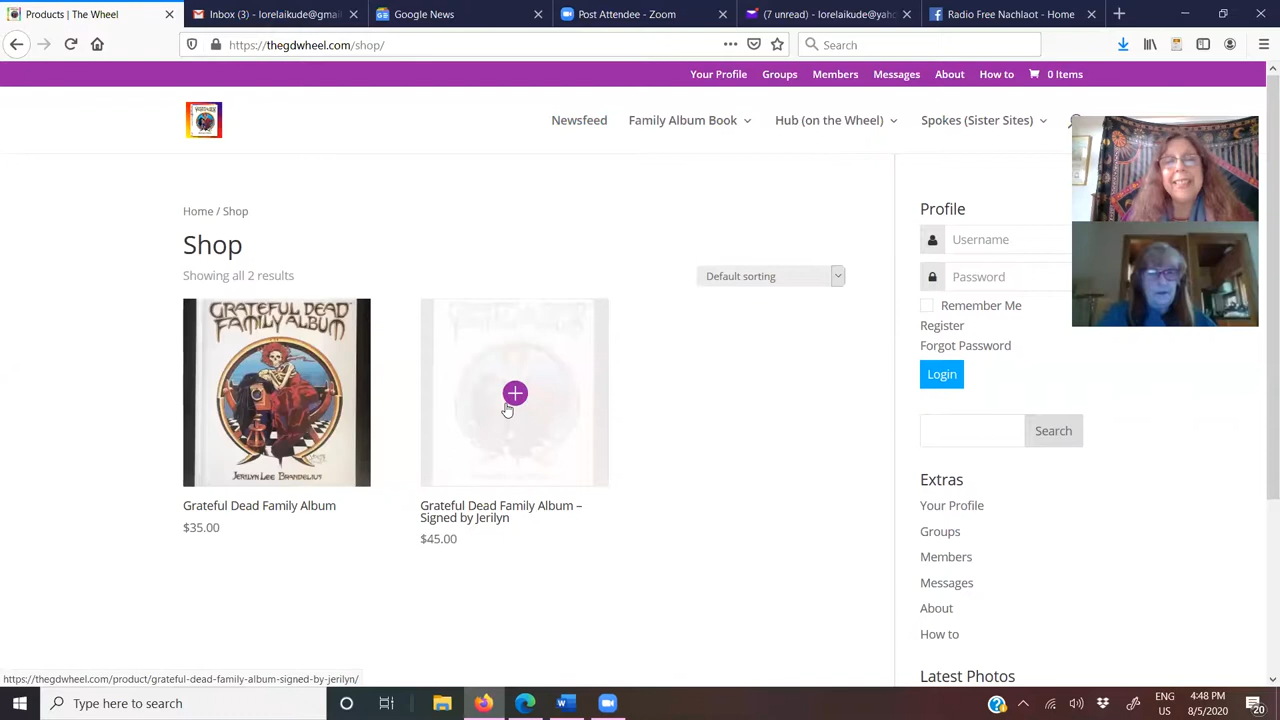 Products | The Wheel
Inbox (3) - lorelaikude@gmail
Google News
Post Attendee - Zoom
(7 unread) - lorelaikude@yaho
Radio Free Nachlaot - Home
https://thegdwheel.com/shop/
Search
Your Profile
Groups
Members
Messages
About
How to
0 Items
Newsfeed
Family Album Book
Hub (on the Wheel)
Spokes (Sister Sites)
Home / Shop
Shop
Showing all 2 results
Default sorting
GRATEFUL DEAD
FAMILY ALBUM
JERILYN LEE BRANDELIUS
Grateful Dead Family Album
$35.00
Grateful Dead Family Album –
Signed by Jerilyn
$45.00
Profile
Username
Password
Remember Me
Register
Forgot Password
Login
Search
Extras
Your Profile
Groups
Members
Messages
About
How to
Latest Photos
https://thegdwheel.com/product/grateful-dead-family-album-signed-by-jerilyn/
Type here to search
ENG
US
4:48 PM
8/5/2020
20